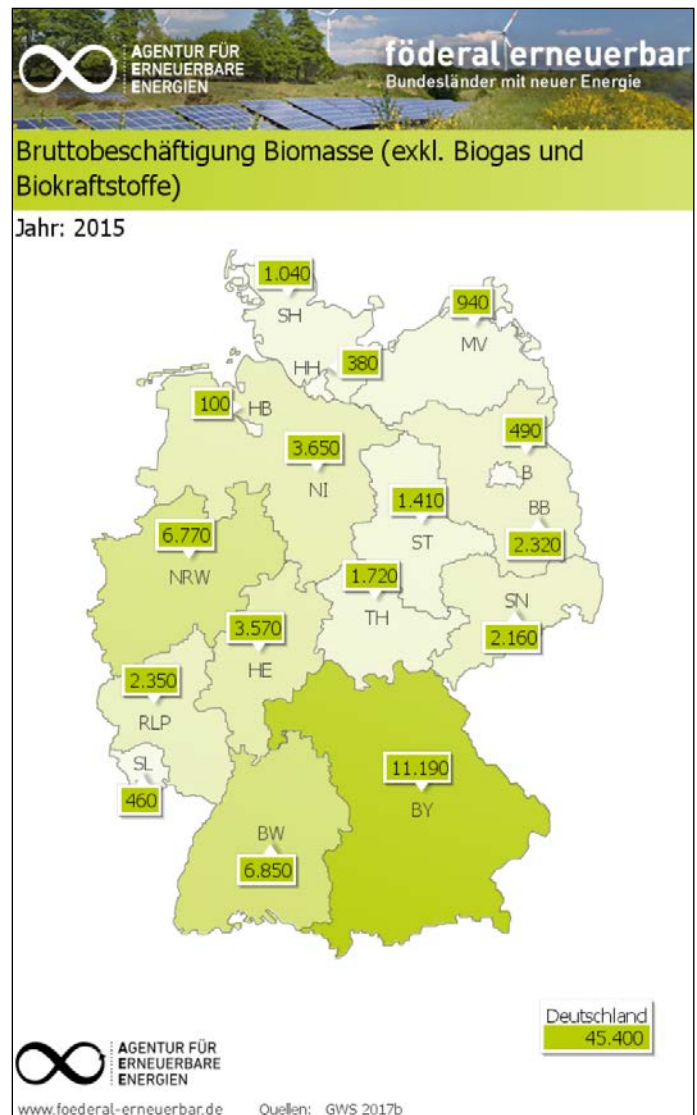 AGENTUR FÜR
ERNEUERBARE
ENERGIEN
föderal erneuerbar
Bundesländer mit neuer Energie
Bruttobeschäftigung Biomasse (exkl. Biogas und
Biokraftstoffe)
Jahr: 2015
1.040
SH
940
MV
HH
380
100
HB
490
B
3.650
NI
1.410
ST
BB
2.320
6.770
NRW
1.720
TH
SN
2.160
3.570
HE
2.350
RLP
SL
460
11.190
BY
BW
6.850
Deutschland
45.400
AGENTUR FÜR
ERNEUERBARE
ENERGIEN
www.foederal-erneuerbar.de Quellen: GWS 2017b